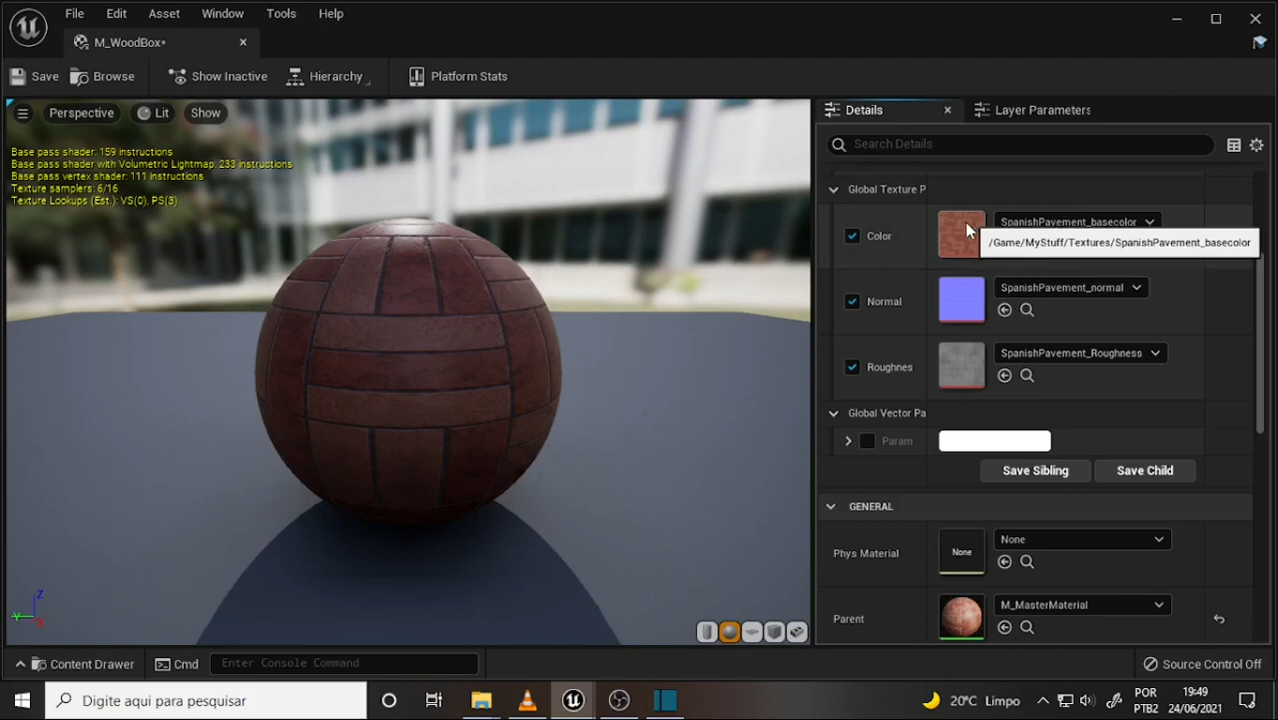 File Edit Asset Window Tools Help
M_WoodBox•
Save Browse Show Inactive Hierarchy Platform Stats
Perspective Lit Show
Base pass shader: 159 instructions
Base pass shader with Volumetric Lightmap: 233 instructions
Base pass vertex shader: 111 instructions
Texture samplers: 6/16
Texture Lookups (Est.): VS(0), PS(3)
Details Layer Parameters
Search Details
Global Texture P
Color SpanishPavement_basecolor
/Game/MyStuff/Textures/SpanishPavement_basecolor
Normal SpanishPavement_normal
Roughnes SpanishPavement_Roughness
Global Vector Pa
Param
Save Sibling Save Child
GENERAL
Phys Material None None
Parent M_MasterMaterial
Z
Y
X
Content Drawer Cmd Enter Console Command Source Control Off
Digite aqui para pesquisar 20°C Limpo POR PTB2 19:49 24/06/2021